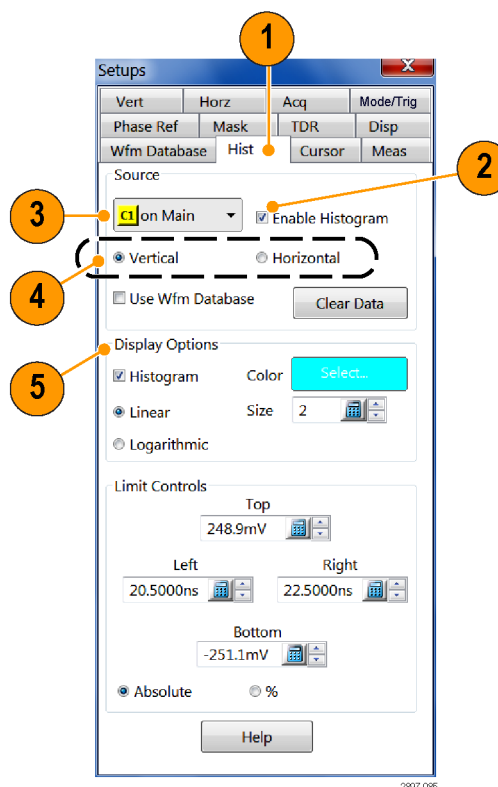 1
Setups
X
Vert Horz Acq Mode/Trig
Phase Ref Mask TDR Disp
Wfm Database Hist Cursor Meas
2
Source
3
C1 on Main
Enable Histogram
4
Vertical Horizontal
Use Wfm Database Clear Data
5
Display Options
Histogram Color Select...
Linear Size 2
Logarithmic
Limit Controls
Top
248.9mV
Left Right
20.5000ns 22.5000ns
Bottom
-251.1mV
Absolute %
Help
2897-085